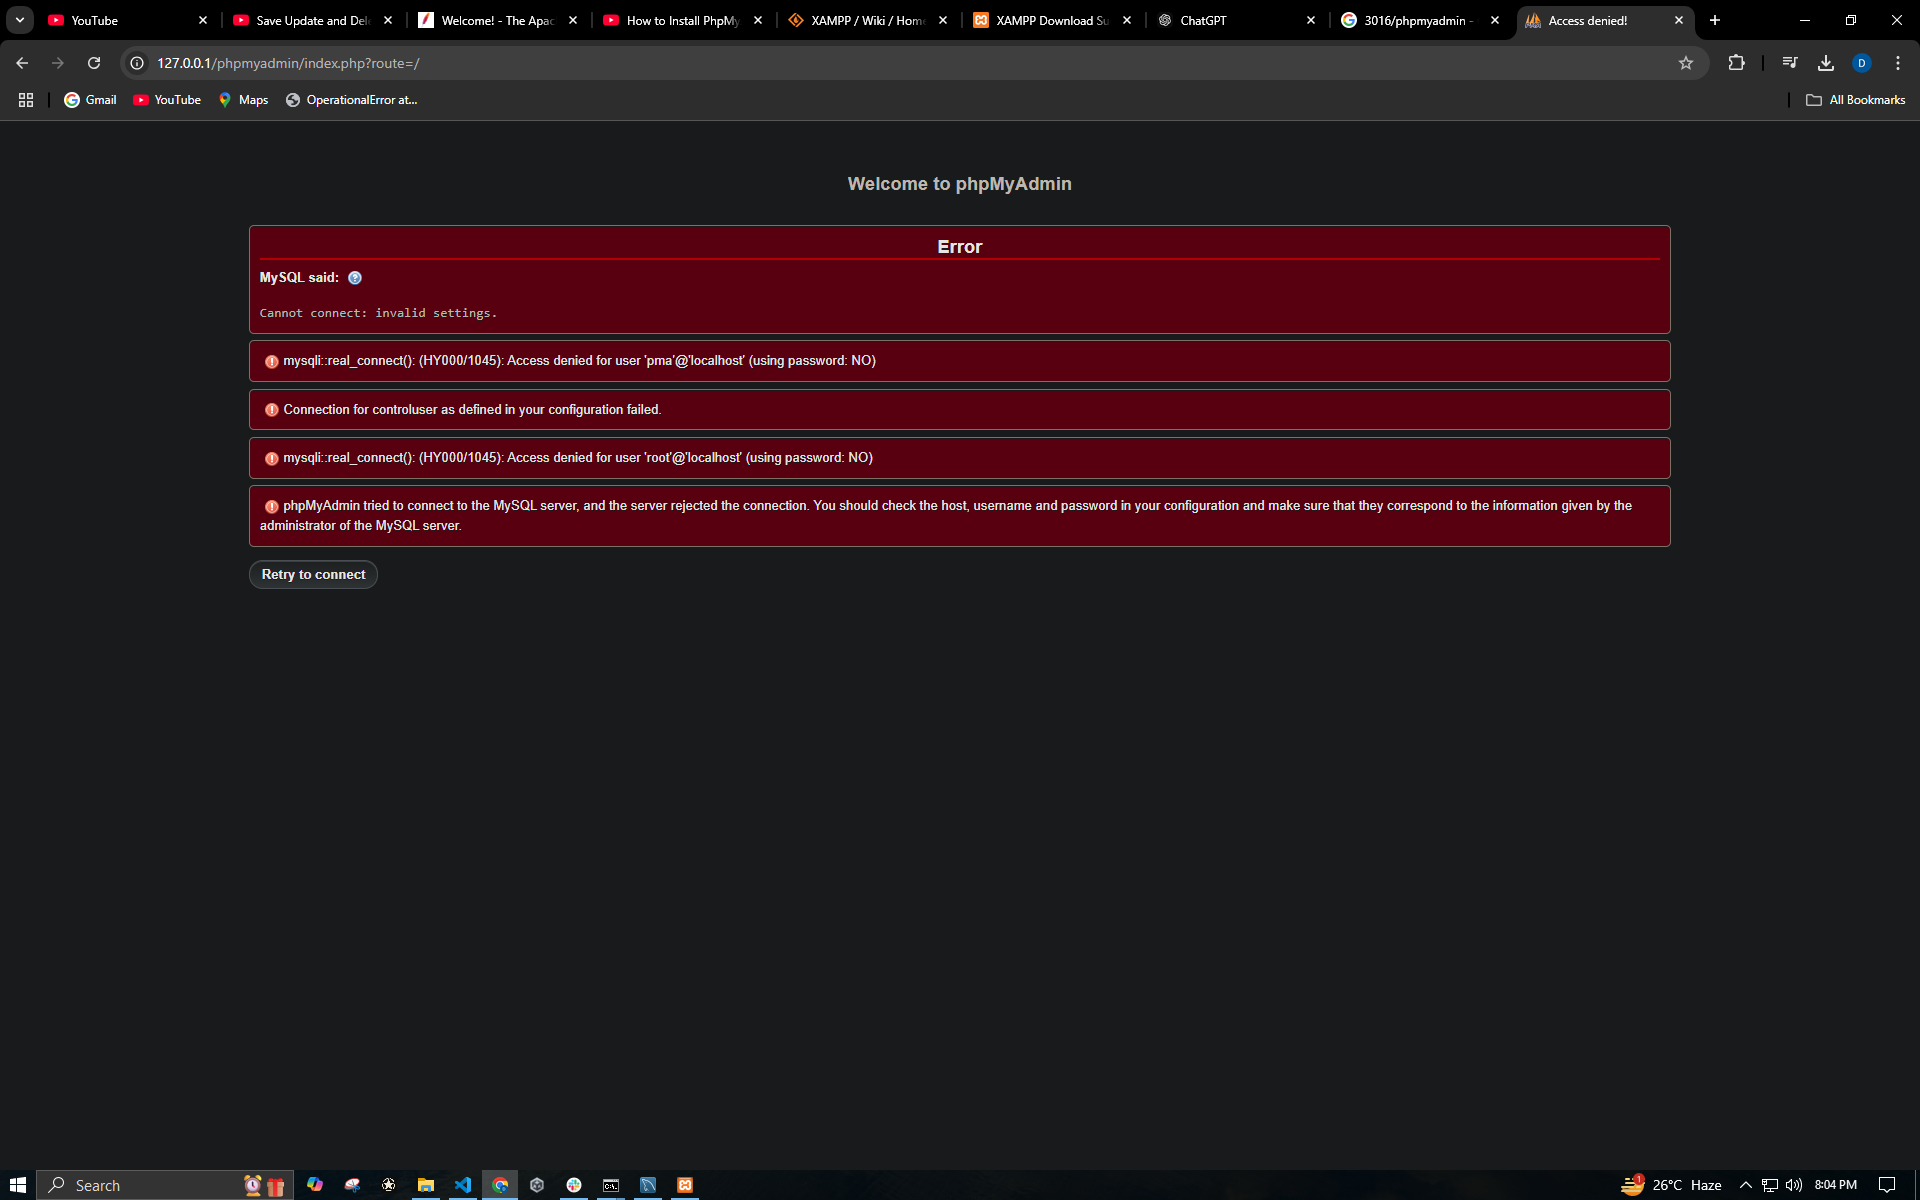 YouTube
Save Update and Del
Welcome! - The Apac
How to Install PhpMy
XAMPP / Wiki / Home
XAMPP Download Su
ChatGPT
3016/phpmyadmin -
Access denied!
127.0.0.1/phpmyadmin/index.php?route=/
D
Gmail
YouTube
Maps
OperationalError at...
All Bookmarks
Welcome to phpMyAdmin
Error
MySQL said:
Cannot connect: invalid settings.
mysqli::real_connect(): (HY000/1045): Access denied for user 'pma'@'localhost' (using password: NO)
Connection for controluser as defined in your configuration failed.
mysqli::real_connect(): (HY000/1045): Access denied for user 'root'@'localhost' (using password: NO)
phpMyAdmin tried to connect to the MySQL server, and the server rejected the connection. You should check the host, username and password in your configuration and make sure that they correspond to the information given by the
administrator of the MySQL server.
Retry to connect
Search
1
26°C Haze
8:04 PM